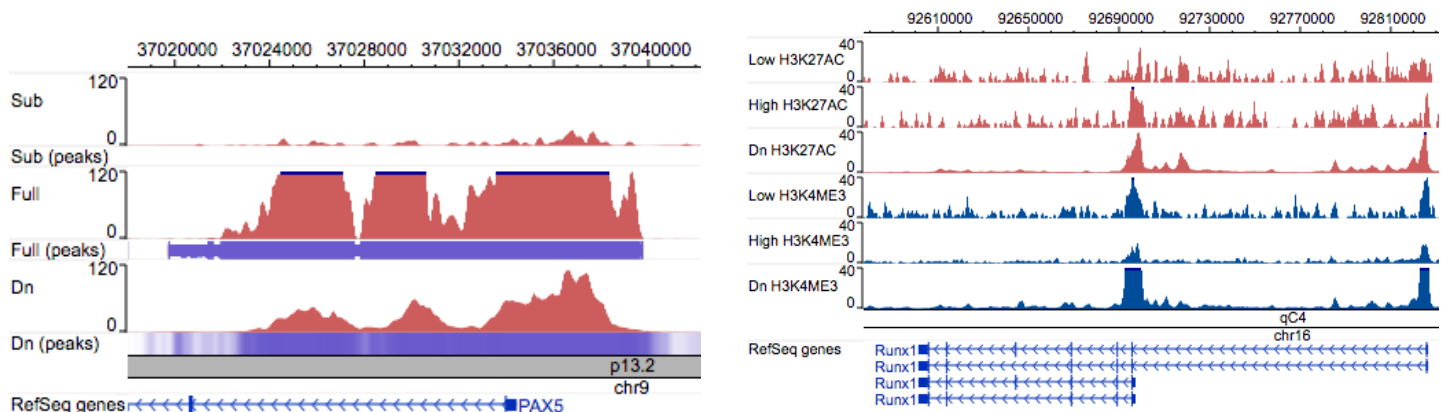 37020000 37024000 37028000 37032000 37036000 37040000
120
Sub
0
Sub (peaks)
120
Full
0
Full (peaks)
120
Dn
0
Dn (peaks)
p13.2
chr9
RefSeq genes
PAX5
92610000 92650000 92690000 92730000 92770000 92810000
40
Low H3K27AC
0
40
High H3K27AC
0
40
Dn H3K27AC
0
40
Low H3K4ME3
0
40
High H3K4ME3
0
40
Dn H3K4ME3
0
qC4
chr16
RefSeq genes
Runx1
Runx1
Runx1
Runx1